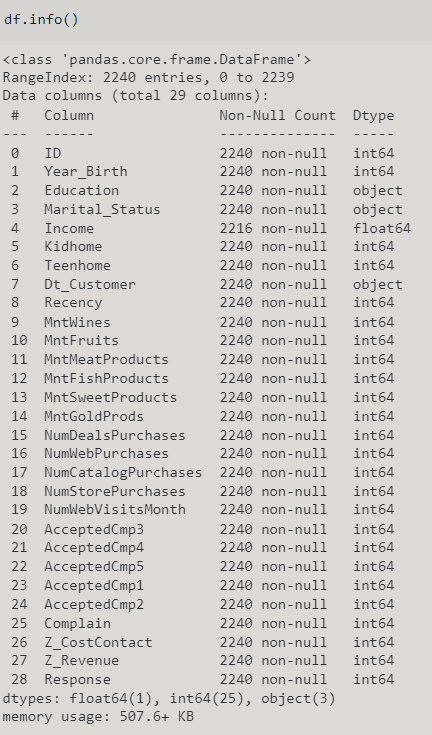 df.info()
<class 'pandas.core.frame.DataFrame'>
RangeIndex: 2240 entries, 0 to 2239
Data columns (total 29 columns):
 #   Column               Non-Null Count  Dtype
---  ------               --------------  -----
 0   ID                   2240 non-null   int64
 1   Year_Birth           2240 non-null   int64
 2   Education            2240 non-null   object
 3   Marital_Status       2240 non-null   object
 4   Income               2216 non-null   float64
 5   Kidhome              2240 non-null   int64
 6   Teenhome             2240 non-null   int64
 7   Dt_Customer          2240 non-null   object
 8   Recency              2240 non-null   int64
 9   MntWines             2240 non-null   int64
 10  MntFruits            2240 non-null   int64
 11  MntMeatProducts      2240 non-null   int64
 12  MntFishProducts      2240 non-null   int64
 13  MntSweetProducts     2240 non-null   int64
 14  MntGoldProds         2240 non-null   int64
 15  NumDealsPurchases    2240 non-null   int64
 16  NumWebPurchases      2240 non-null   int64
 17  NumCatalogPurchases  2240 non-null   int64
 18  NumStorePurchases    2240 non-null   int64
 19  NumWebVisitsMonth    2240 non-null   int64
 20  AcceptedCmp3         2240 non-null   int64
 21  AcceptedCmp4         2240 non-null   int64
 22  AcceptedCmp5         2240 non-null   int64
 23  AcceptedCmp1         2240 non-null   int64
 24  AcceptedCmp2         2240 non-null   int64
 25  Complain             2240 non-null   int64
 26  Z_CostContact        2240 non-null   int64
 27  Z_Revenue            2240 non-null   int64
 28  Response             2240 non-null   int64
dtypes: float64(1), int64(25), object(3)
memory usage: 507.6+ KB